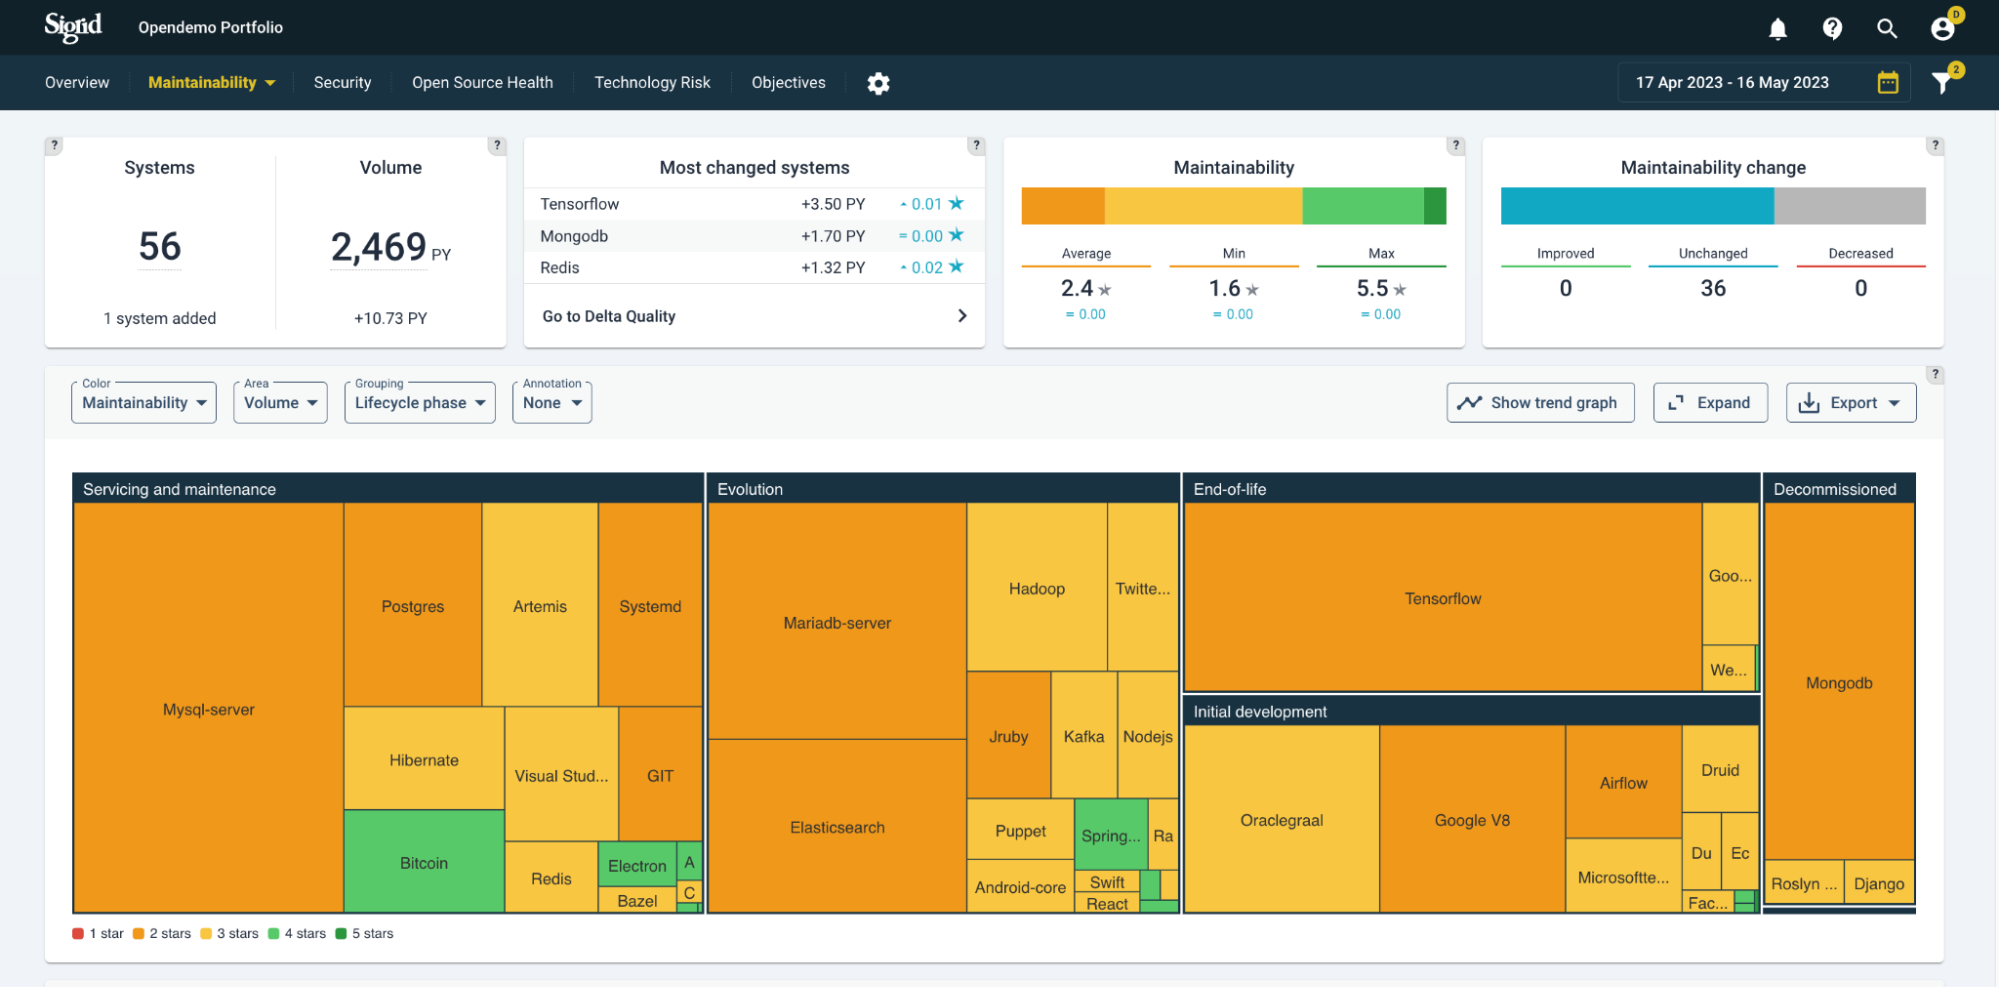 Sigrid
Opendemo Portfolio
D
Overview
Maintainability
Security
Open Source Health
Technology Risk
Objectives
17 Apr 2023 - 16 May 2023
2
?
Systems
56
1 system added
?
Volume
2,469 PY
+10.73 PY
?
Most changed systems
Tensorflow +3.50 PY 0.01
Mongodb +1.70 PY = 0.00
Redis +1.32 PY 0.02
Go to Delta Quality
?
Maintainability
Average Min Max
2.4 1.6 5.5
= 0.00 = 0.00 = 0.00
?
Maintainability change
Improved Unchanged Decreased
0 36 0
?
Color
Maintainability
Area
Volume
Grouping
Lifecycle phase
Annotation
None
Show trend graph
Expand
Export
Servicing and maintenance
Mysql-server
Postgres
Artemis
Systemd
Hibernate
Visual Stud...
GIT
Bitcoin
Redis
Electron
A
Bazel
C
Evolution
Mariadb-server
Hadoop
Twitte...
Elasticsearch
Jruby
Kafka
Nodejs
Puppet
Spring...
Ra
Android-core
Swift
React
End-of-life
Tensorflow
Goo...
We...
Initial development
Oraclegraal
Google V8
Airflow
Druid
Microsoftte...
Du
Ec
Fac...
Decommissioned
Mongodb
Roslyn ...
Django
1 star 2 stars 3 stars 4 stars 5 stars